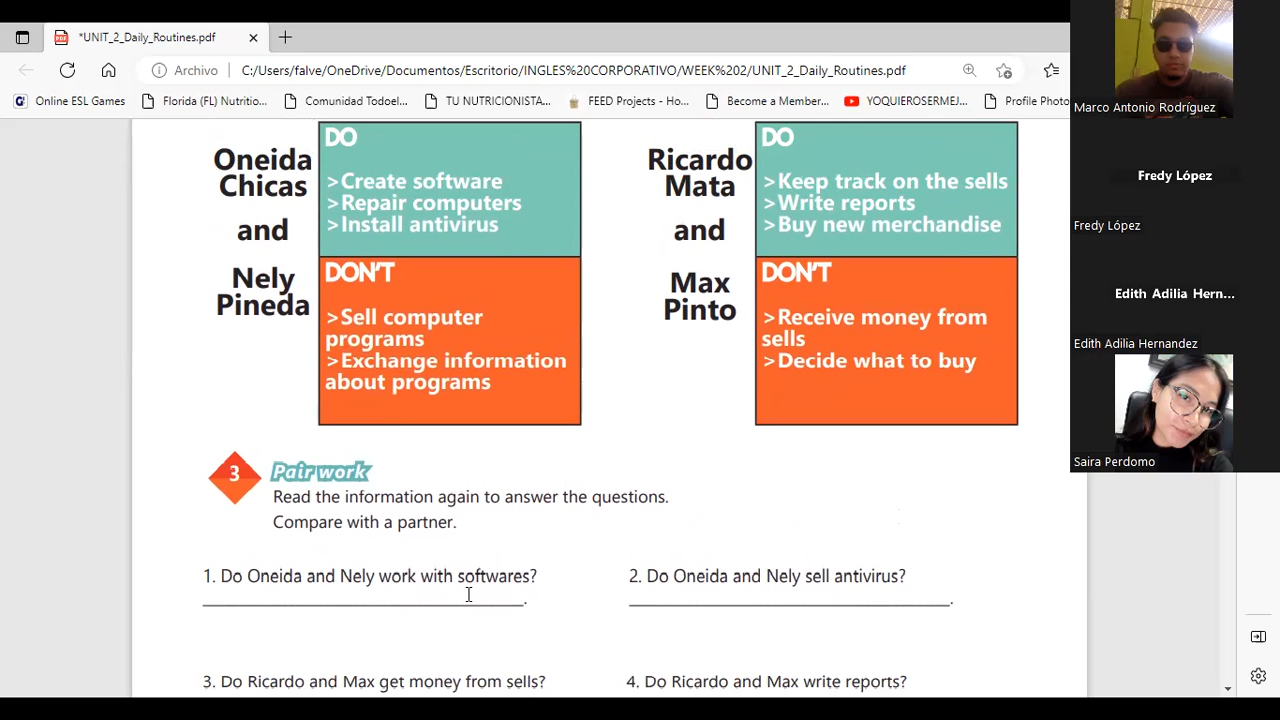 *UNIT_2_Daily_Routines.pdf
Archivo C:/Users/falve/OneDrive/Documentos/Escritorio/INGLES%20CORPORATIVO/WEEK%202/UNIT_2_Daily_Routines.pdf
Online ESL Games Florida (FL) Nutritio... Comunidad Todoel... TU NUTRICIONISTA... FEED Projects - Ho... Become a Member... YOQUIEROSERMEJ... Profile Photo
Oneida
Chicas
and
Nely
Pineda
DO
>Create software
>Repair computers
>Install antivirus
DON'T
>Sell computer
programs
>Exchange information
about programs
Ricardo
Mata
and
Max
Pinto
DO
>Keep track on the sells
>Write reports
>Buy new merchandise
DON'T
>Receive money from
sells
>Decide what to buy
3 Pair work
Read the information again to answer the questions.
Compare with a partner.
1. Do Oneida and Nely work with softwares?
2. Do Oneida and Nely sell antivirus?
3. Do Ricardo and Max get money from sells?
4. Do Ricardo and Max write reports?
Marco Antonio Rodríguez
Fredy López
Fredy López
Edith Adilia Hern...
Edith Adilia Hernandez
Saira Perdomo